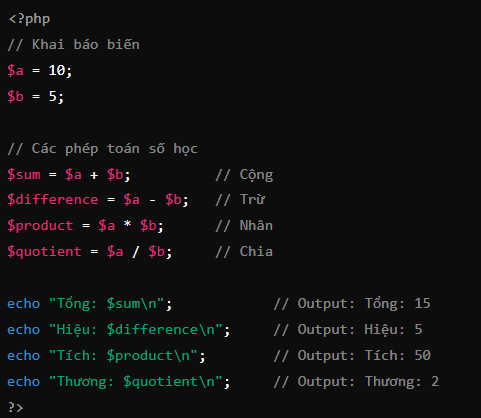 <?php
// Khai báo biến
$a = 10;
$b = 5;
// Các phép toán số học
$sum = $a + $b;          // Cộng
$difference = $a - $b;   // Trừ
$product = $a * $b;      // Nhân
$quotient = $a / $b;     // Chia
echo "Tổng: $sum\n";            // Output: Tổng: 15
echo "Hiệu: $difference\n";     // Output: Hiệu: 5
echo "Tích: $product\n";        // Output: Tích: 50
echo "Thương: $quotient\n";     // Output: Thương: 2
?>